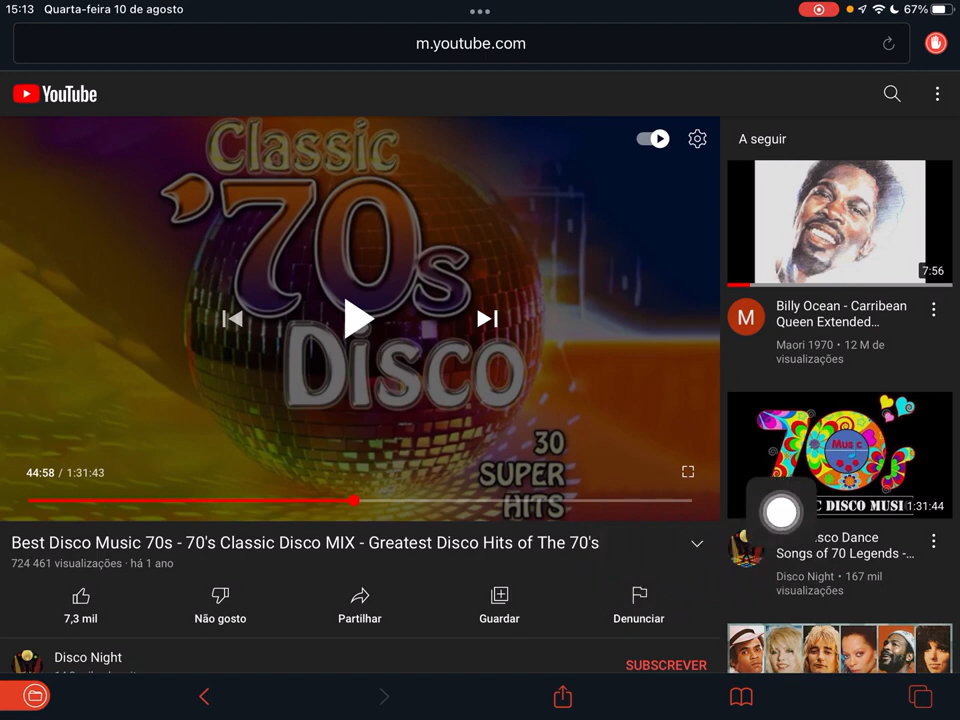 15:13 Quarta-feira 10 de agosto
67%
m.youtube.com
YouTube
Classic
'70s
Disco
30
SUPER
HITS
44:58 / 1:31:43
Best Disco Music 70s - 70's Classic Disco MIX - Greatest Disco Hits of The 70's
724 461 visualizações · há 1 ano
7,3 mil
Não gosto
Partilhar
Guardar
Denunciar
Disco Night
SUBSCREVER
A seguir
7:56
M
Billy Ocean - Carribean
Queen Extended...
Maori 1970 • 12 M de
visualizações
70
Music
C DISCO MUSI
1:31:44
sco Dance
Songs of 70 Legends -...
Disco Night • 167 mil
visualizações